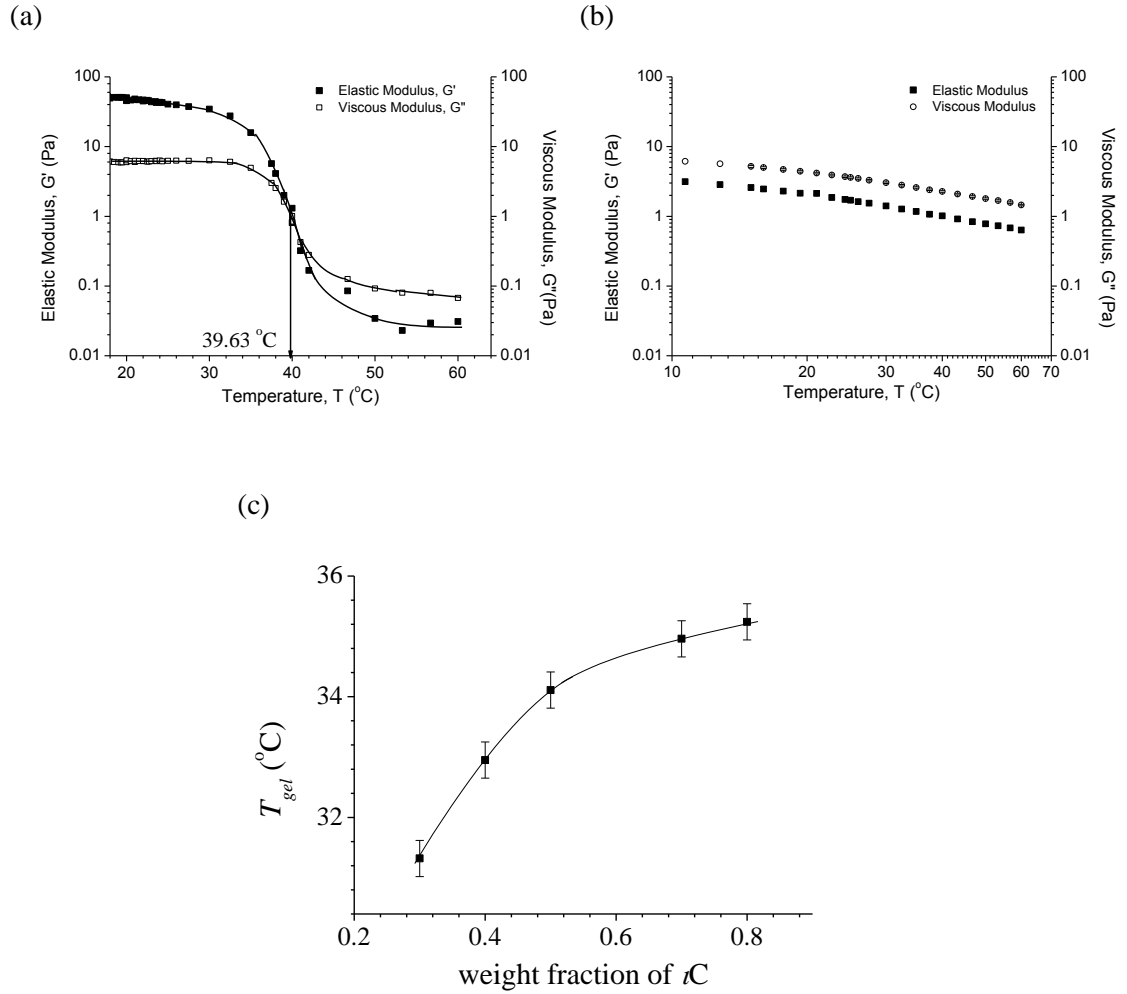 (a)
100
10
1
0.1
0.01
Elastic Modulus, G' (Pa)
Elastic Modulus, G'
Viscous Modulus, G"
39.63 °C
20 30 40 50 60
Temperature, T (°C)
100
10
1
0.1
0.01
Viscous Modulus, G"(Pa)
(b)
100
10
1
0.1
0.01
Elastic Modulus, G' (Pa)
Elastic Modulus
Viscous Modulus
10 20 30 40 50 60 70
Temperature, T (°C)
100
10
1
0.1
0.01
Viscous Modulus, G" (Pa)
(c)
36
34
32
T gel (°C)
0.2 0.4 0.6 0.8
weight fraction of ιC